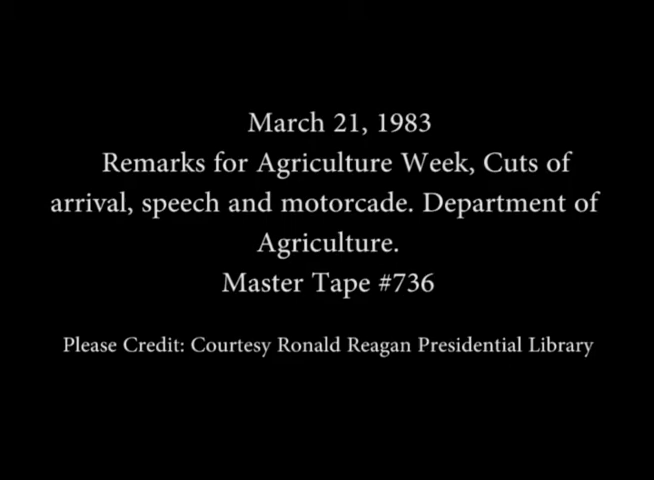 March 21, 1983
Remarks for Agriculture Week, Cuts of
arrival, speech and motorcade. Department of
Agriculture.
Master Tape #736
Please Credit: Courtesy Ronald Reagan Presidential Library